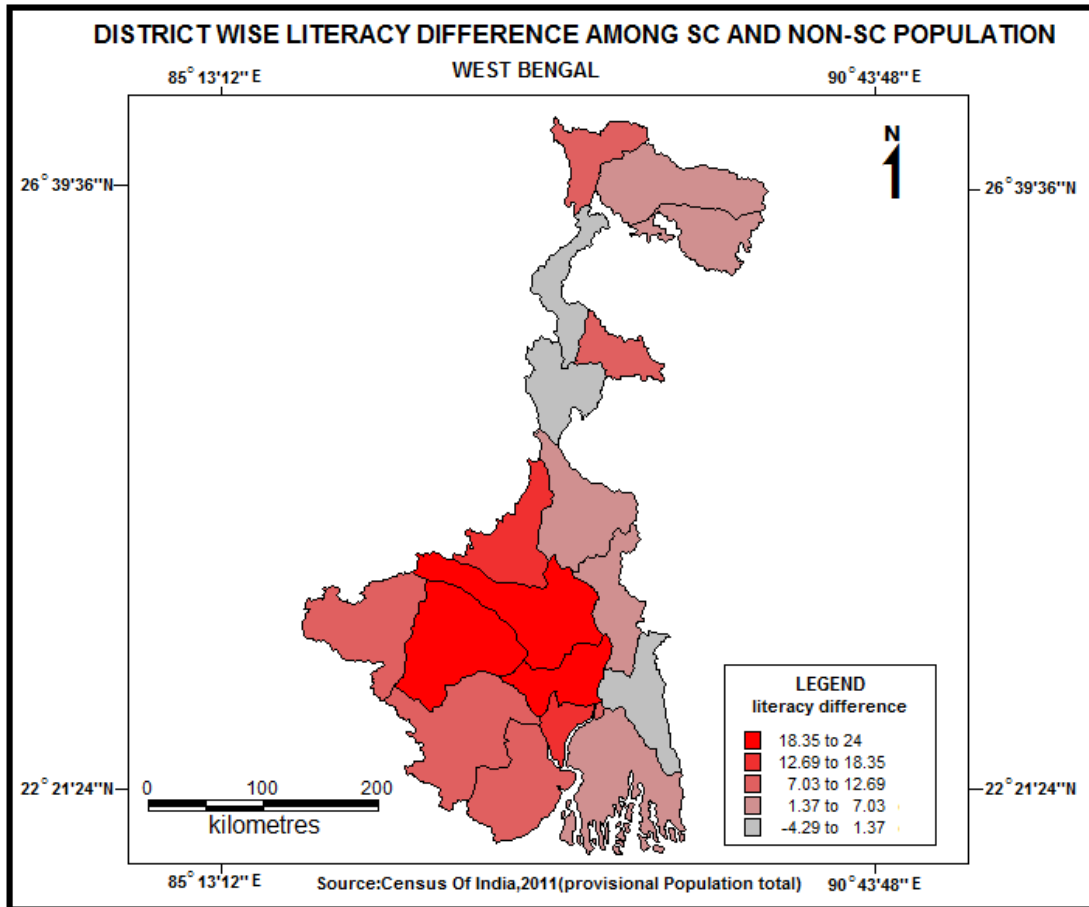 DISTRICT WISE LITERACY DIFFERENCE AMONG SC AND NON-SC POPULATION
WEST BENGAL
85° 13'12" E
90° 43'48" E
N
26° 39'36"N
26° 39'36"N
LEGEND
literacy difference
18.35 to 24
12.69 to 18.35
7.03 to 12.69
1.37 to 7.03
-4.29 to 1.37
22° 21'24"N
22° 21'24"N
0 100 200
kilometres
85° 13'12" E
Source:Census Of India,2011(provisional Population total)
90° 43'48" E